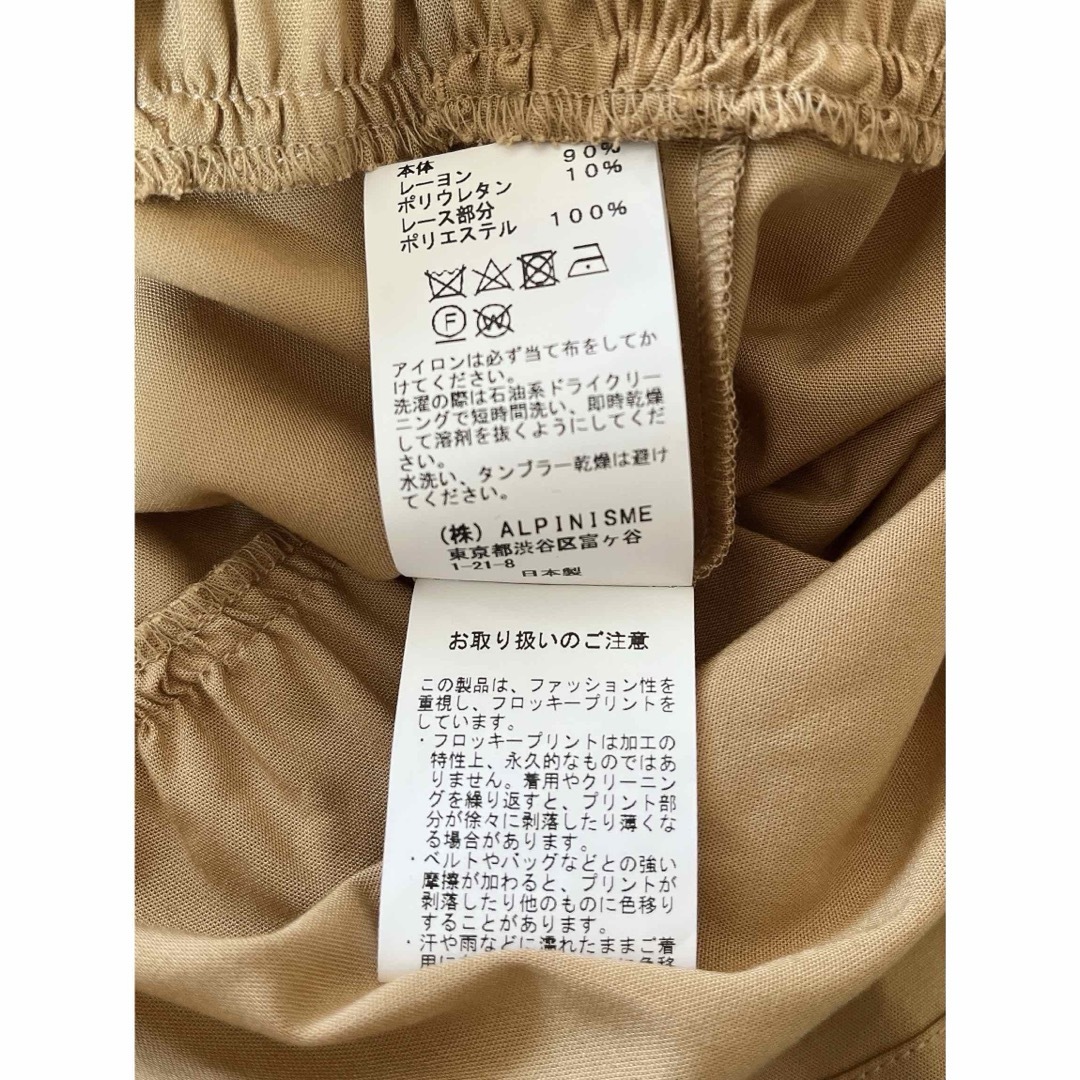 本体
レーヨン 90%
ポリウレタン 10%
レース部分
ポリエステル 100%
F
W
アイロンは必ず当て布をしてか
けてください。
洗濯の際は石油系ドライクリー
ニングで短時間洗い、即時乾燥
して溶剤を抜くようにしてくだ
さい。
水洗い、タンブラー乾燥は避け
てください。
(株) ALPINISME
東京都渋谷区富ヶ谷
1-21-8
日本製
お取り扱いのご注意
この製品は、ファッション性を
重視し、フロッキープリントを
しています。
・フロッキープリントは加工の
特性上、永久的なものではあ
りません。着用やクリーニン
グを繰り返すと、プリント部
分が徐々に剥落したり薄くな
る場合があります。
・ベルトやバッグなどとの強い
摩擦が加わると、プリントが
剥落したり他のものに色移り
することがあります。
・汗や雨などに濡れたままご着
用に